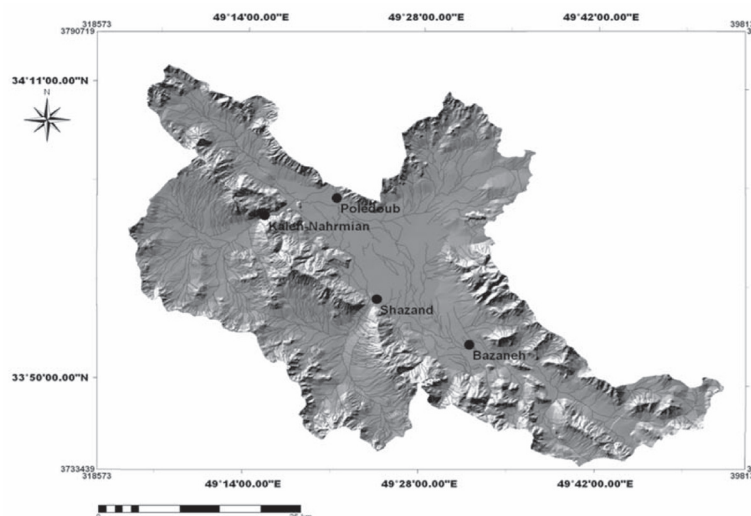 318573 49°14'00.00"E 49°28'00.00"E 49°42'00.00"E 39813
3790719
34°11'00.00"N
N
Poledoub
Kaleh-Nahrmian
Shazand
Bazaneh
33°50'00.00"N
3733439
318573 49°14'00.00"E 49°28'00.00"E 49°42'00.00"E 39813